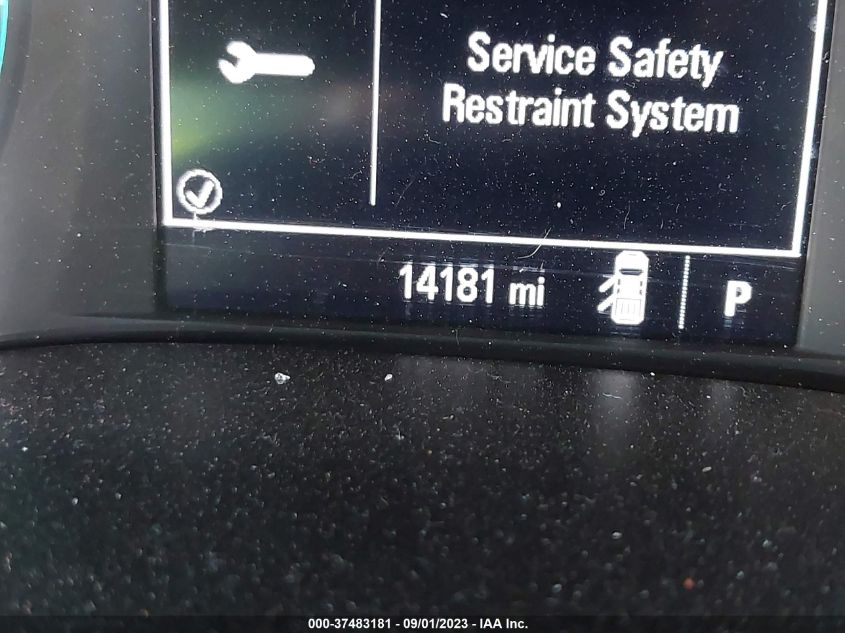 Service Safety
Restraint System
14181 mi
P
000-37483181 - 09/01/2023 - IAA Inc.